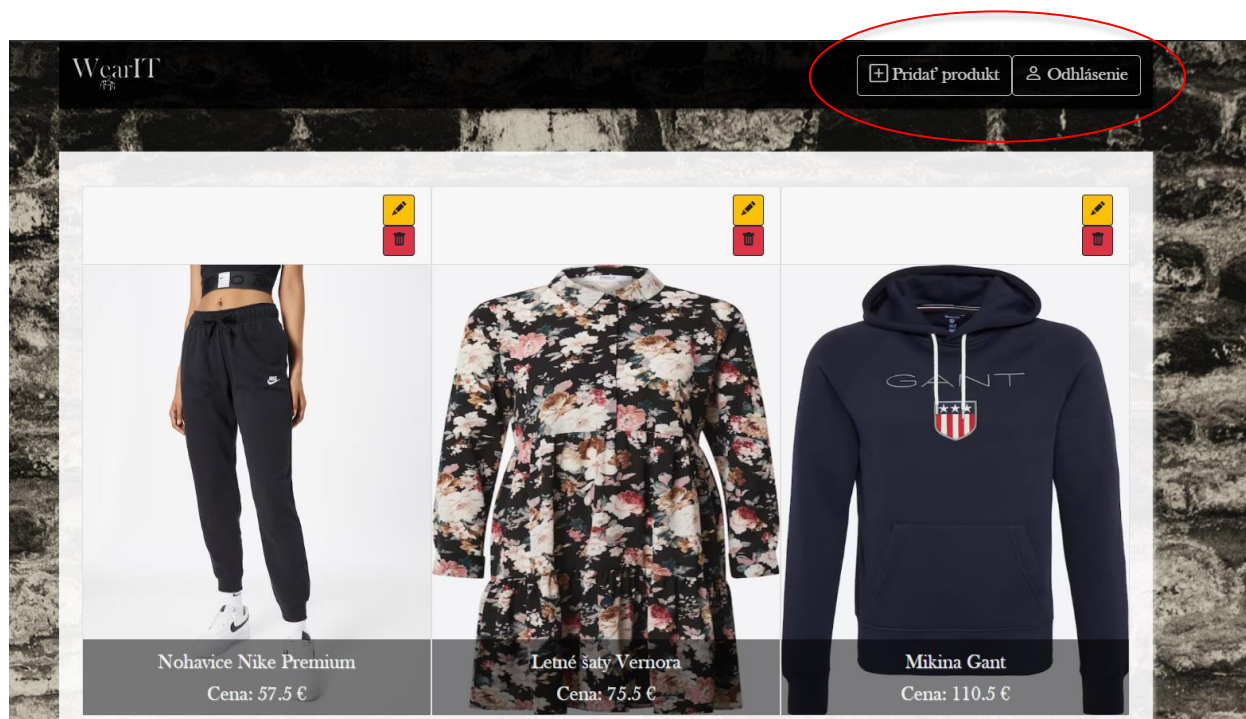 WearIT
Pridať produkt
Odhlásenie
GANT
Nohavice Nike Premium
Cena: 57.5 €
Letné šaty Vernora
Cena: 75.5 €
Mikina Gant
Cena: 110.5 €